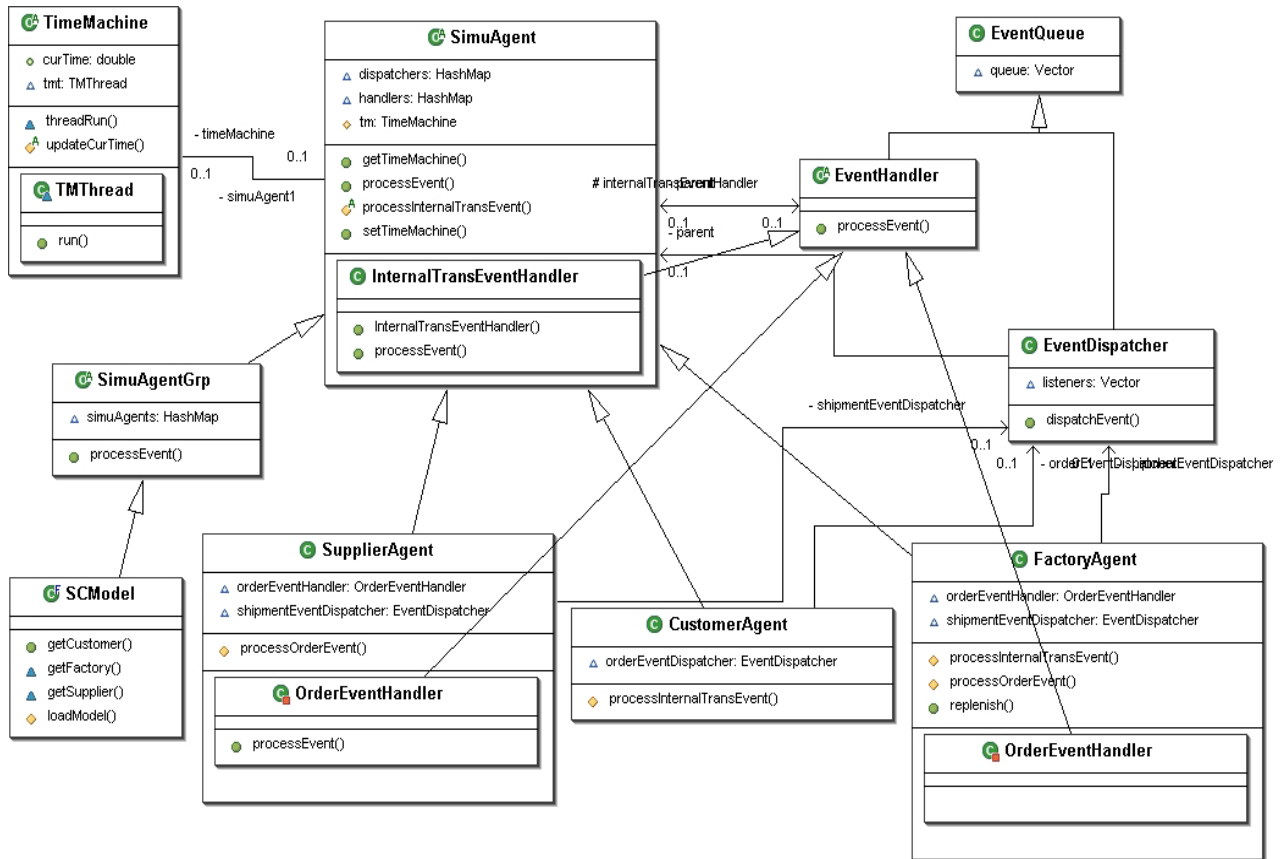 TimeMachine
curTime: double
tmt: TMThread
threadRun()
updateCurTime()
TMThread
run()
- timeMachine
0..1
0..1
- simuAgent1
SimuAgent
dispatchers: HashMap
handlers: HashMap
tm: TimeMachine
getTimeMachine()
processEvent()
processInternalTransEvent()
setTimeMachine()
InternalTransEventHandler
InternalTransEventHandler()
processEvent()
EventQueue
queue: Vector
# internalTransEventHandler
0..1
0..1
- parent
0..1
EventHandler
processEvent()
EventDispatcher
listeners: Vector
dispatchEvent()
- shipmentEventDispatcher
0..1
0..1
- orderEventDispatcher
0..1
SimuAgentGrp
simuAgents: HashMap
processEvent()
SCModel
getCustomer()
getFactory()
getSupplier()
loadModel()
SupplierAgent
orderEventHandler: OrderEventHandler
shipmentEventDispatcher: EventDispatcher
processOrderEvent()
OrderEventHandler
processEvent()
CustomerAgent
orderEventDispatcher: EventDispatcher
processInternalTransEvent()
FactoryAgent
orderEventHandler: OrderEventHandler
shipmentEventDispatcher: EventDispatcher
processInternalTransEvent()
processOrderEvent()
replenish()
OrderEventHandler